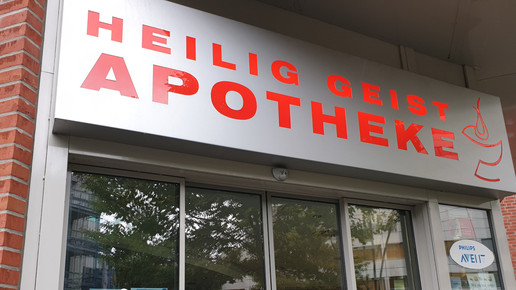 HEILIG GEIST
APOTHEKE
PHILIPS
AVENT